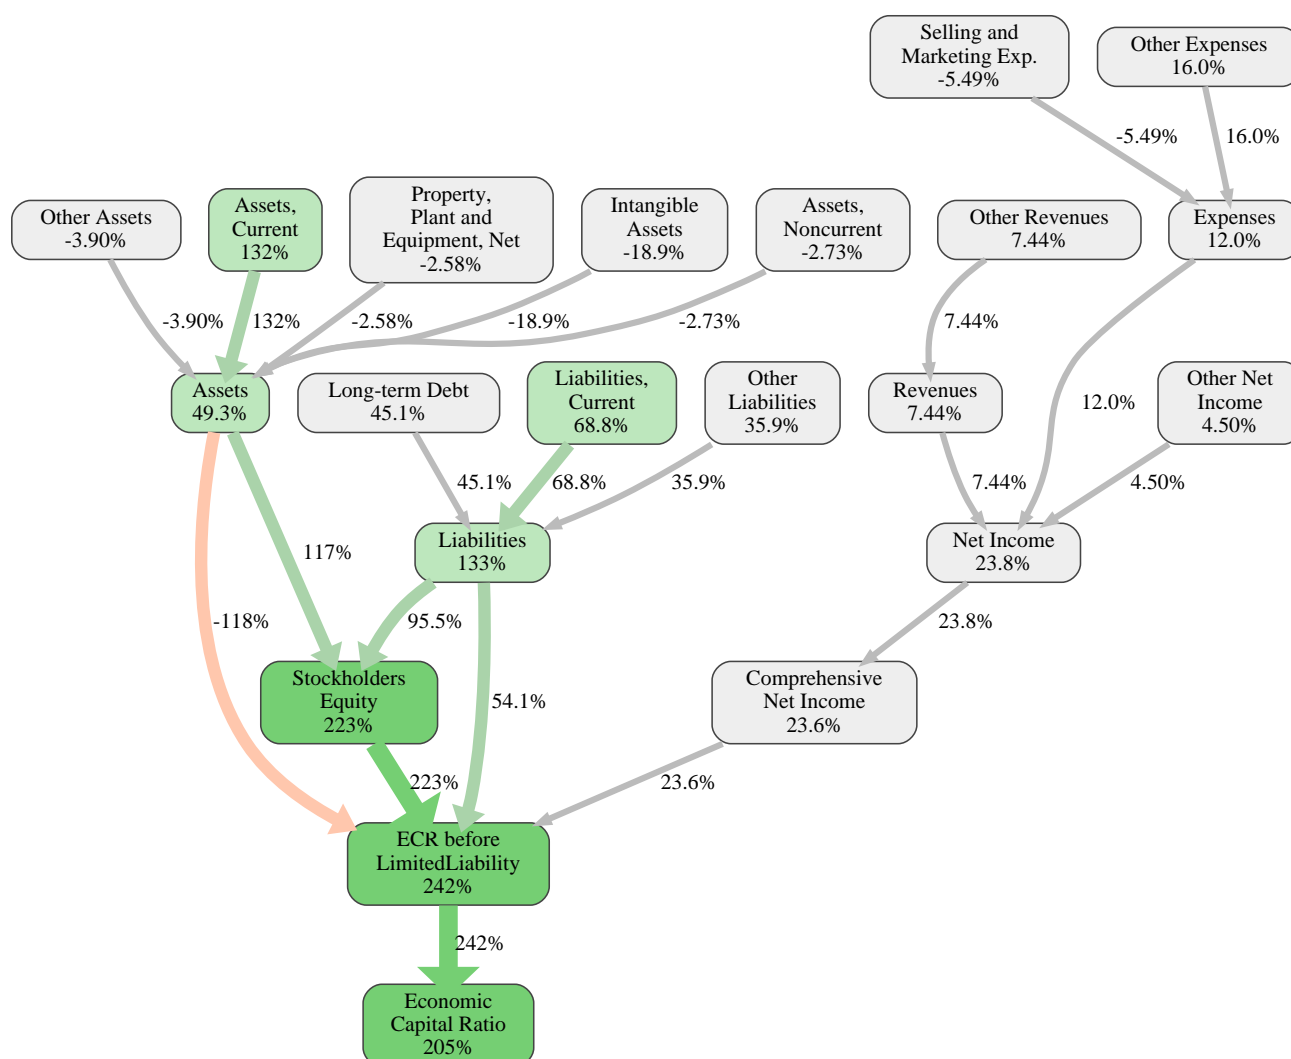 Selling and
Marketing Exp.
-5.49%
Other Expenses
16.0%
-5.49%
16.0%
Other Assets
-3.90%
Assets,
Current
132%
Property,
Plant and
Equipment, Net
-2.58%
Intangible
Assets
-18.9%
Assets,
Noncurrent
-2.73%
Other Revenues
7.44%
Expenses
12.0%
-3.90%
132%
-2.58%
-18.9%
-2.73%
7.44%
Assets
49.3%
Long-term Debt
45.1%
Liabilities,
Current
68.8%
Other
Liabilities
35.9%
Revenues
7.44%
12.0%
Other Net
Income
4.50%
45.1%
68.8%
35.9%
7.44%
4.50%
117%
Liabilities
133%
Net Income
23.8%
-118%
95.5%
23.8%
Stockholders
Equity
223%
54.1%
Comprehensive
Net Income
23.6%
223%
23.6%
ECR before
LimitedLiability
242%
242%
Economic
Capital Ratio
205%